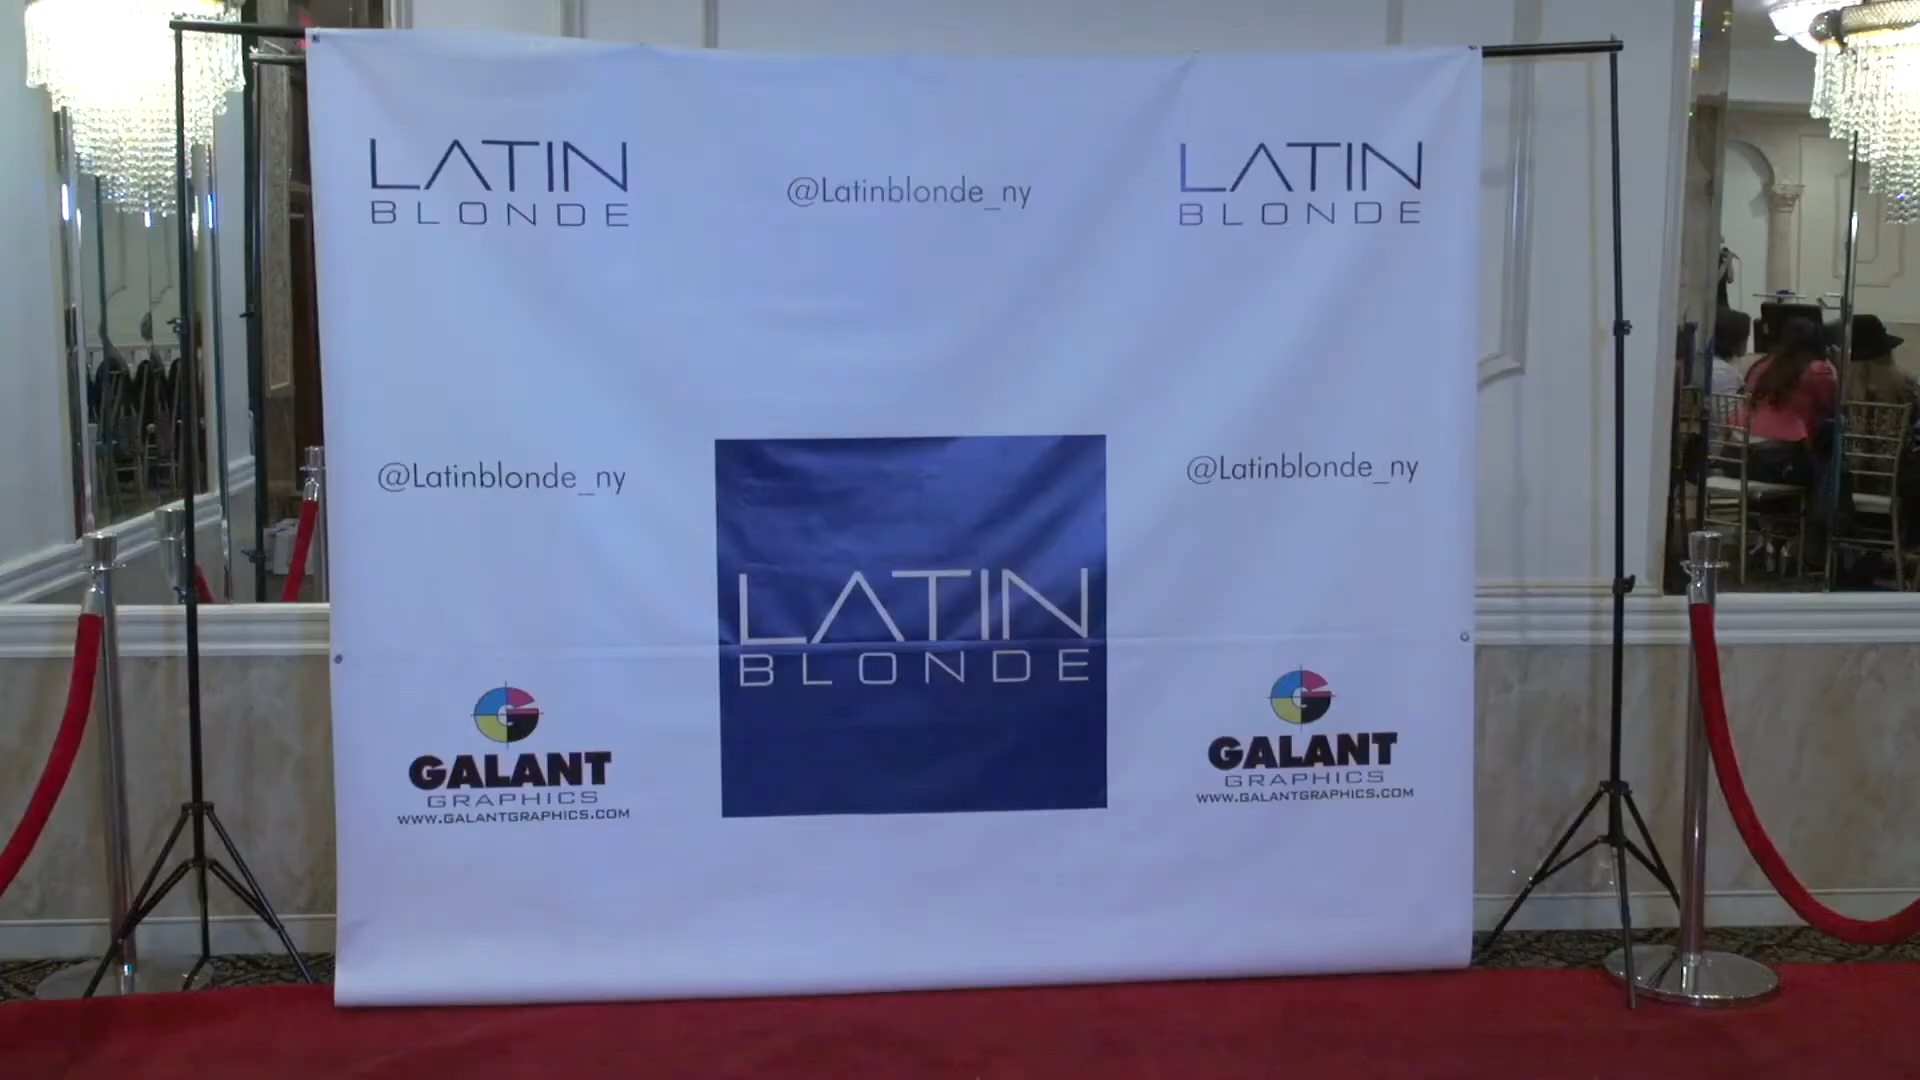 LATIN
BLONDE
@Latinblonde_ny
LATIN
BLONDE
@Latinblonde_ny
@Latinblonde_ny
LATIN
BLONDE
GALANT
GRAPHICS
WWW.GALANTGRAPHICS.COM
GALANT
GRAPHICS
WWW.GALANTGRAPHICS.COM